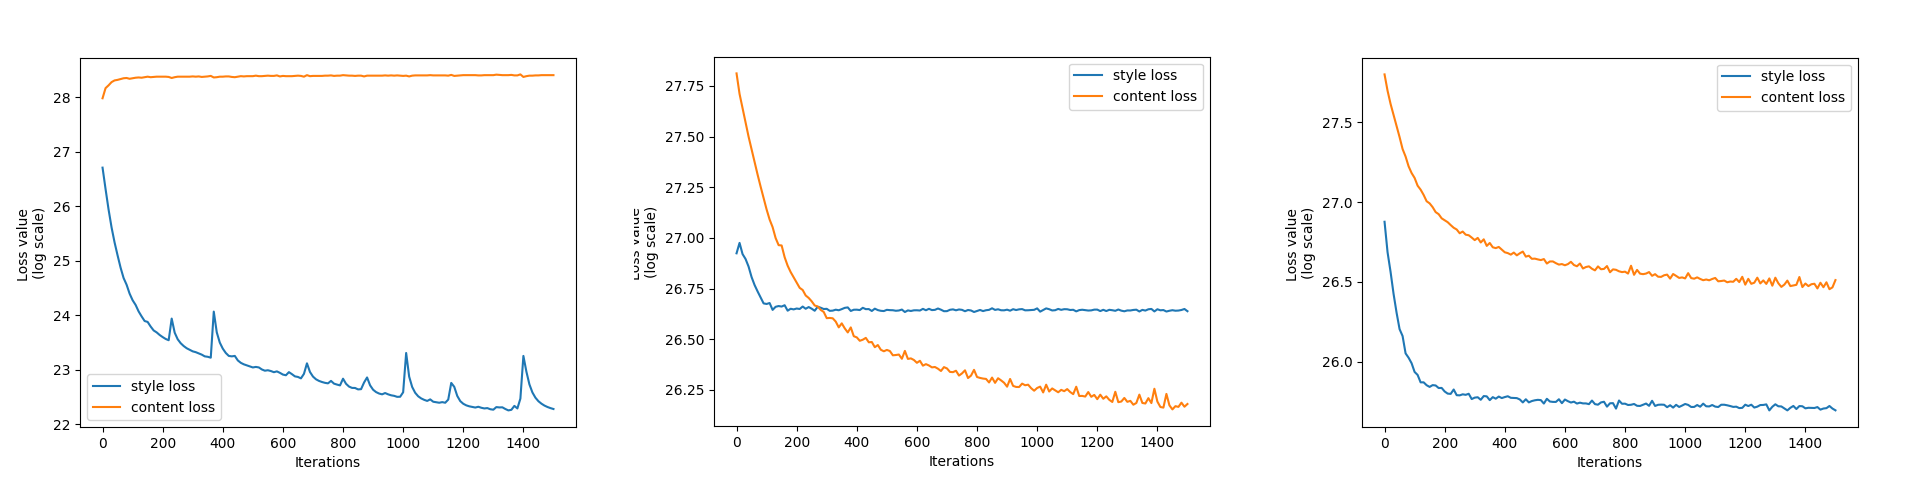 28
27
26
25
24
23
22
Loss value
(log scale)
style loss
content loss
0 200 400 600 800 1000 1200 1400
Iterations
27.75
27.50
27.25
27.00
26.75
26.50
26.25
Loss value
(log scale)
style loss
content loss
0 200 400 600 800 1000 1200 1400
Iterations
27.5
27.0
26.5
26.0
Loss value
(log scale)
style loss
content loss
0 200 400 600 800 1000 1200 1400
Iterations